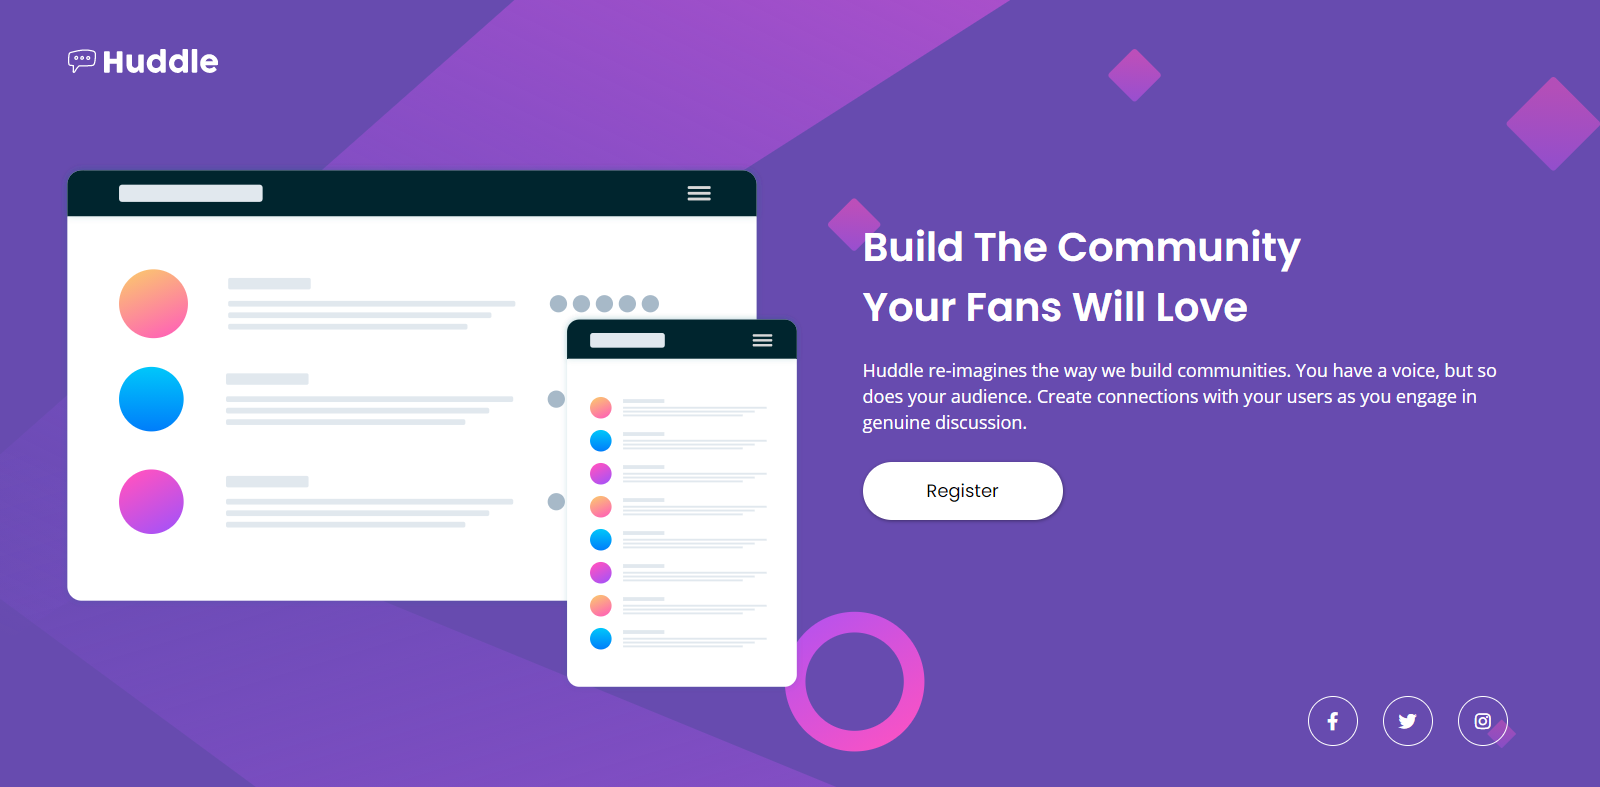 Huddle
Build The Community
Your Fans Will Love
Huddle re-imagines the way we build communities. You have a voice, but so
does your audience. Create connections with your users as you engage in
genuine discussion.
Register